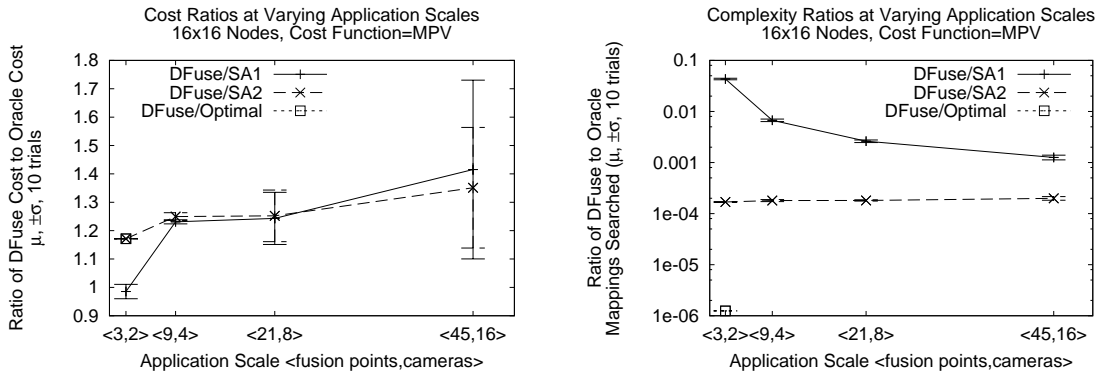 Cost Ratios at Varying Application Scales
16x16 Nodes, Cost Function=MPV
Ratio of DFuse Cost to Oracle Cost
μ, ±σ, 10 trials
1.8
1.7
1.6
1.5
1.4
1.3
1.2
1.1
1
0.9
DFuse/SA1
DFuse/SA2
DFuse/Optimal
<3,2> <9,4> <21,8> <45,16>
Application Scale <fusion points,cameras>
Complexity Ratios at Varying Application Scales
16x16 Nodes, Cost Function=MPV
Ratio of DFuse to Oracle
Mappings Searched (μ, ±σ, 10 trials)
0.1
0.01
0.001
1e-04
1e-05
1e-06
DFuse/SA1
DFuse/SA2
DFuse/Optimal
<3,2> <9,4> <21,8> <45,16>
Application Scale <fusion points,cameras>